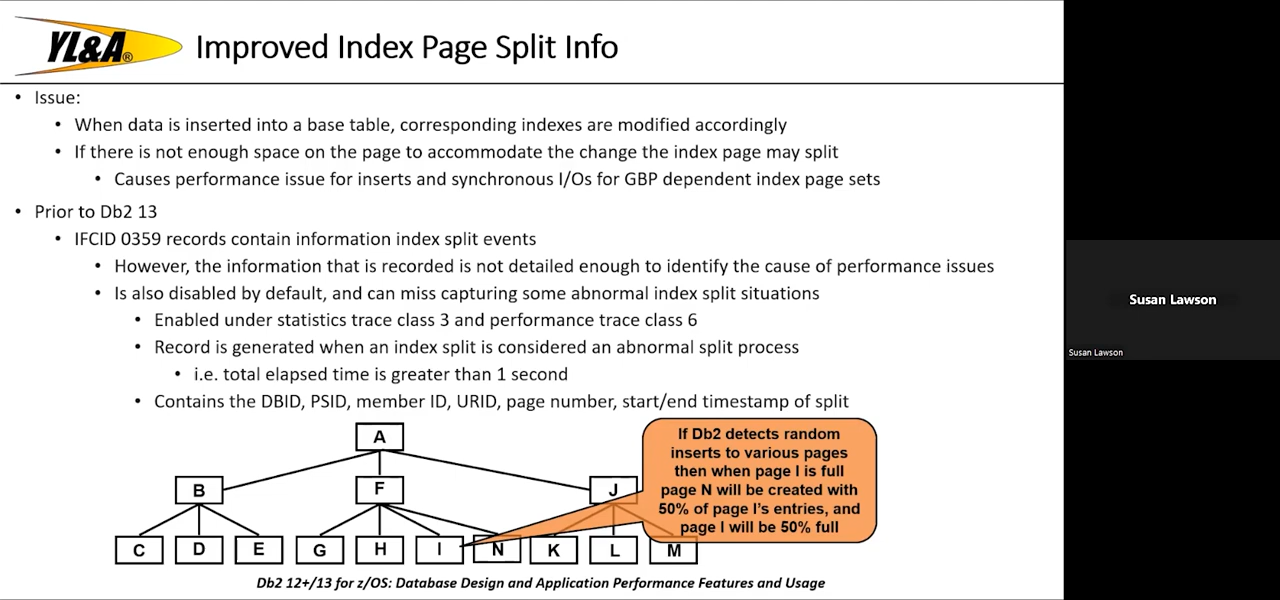 YL&A®
Improved Index Page Split Info
• Issue:
• When data is inserted into a base table, corresponding indexes are modified accordingly
• If there is not enough space on the page to accommodate the change the index page may split
• Causes performance issue for inserts and synchronous I/Os for GBP dependent index page sets
• Prior to Db2 13
• IFCID 0359 records contain information index split events
• However, the information that is recorded is not detailed enough to identify the cause of performance issues
• Is also disabled by default, and can miss capturing some abnormal index split situations
• Enabled under statistics trace class 3 and performance trace class 6
• Record is generated when an index split is considered an abnormal split process
• i.e. total elapsed time is greater than 1 second
• Contains the DBID, PSID, member ID, URID, page number, start/end timestamp of split
A
B F J
C D E G H I N K L M
If Db2 detects random
inserts to various pages
then when page I is full
page N will be created with
50% of page I's entries, and
page I will be 50% full
Db2 12+/13 for z/OS: Database Design and Application Performance Features and Usage
Susan Lawson
Susan Lawson